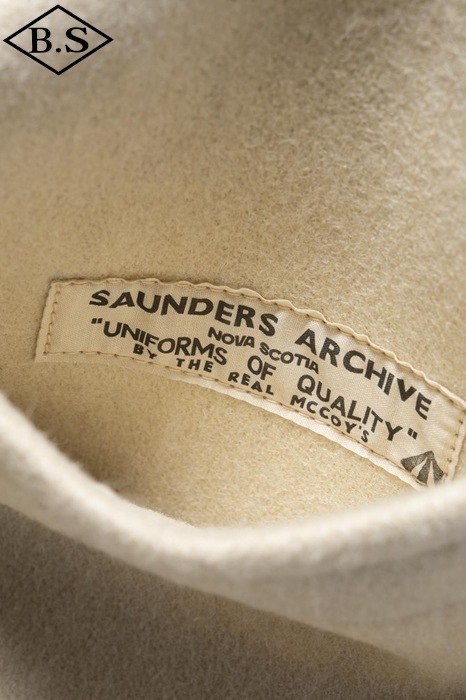 B.S
SAUNDERS ARCHIVE
NOVA SCOTIA
"UNIFORMS OF QUALITY"
BY THE REAL McCOY'S